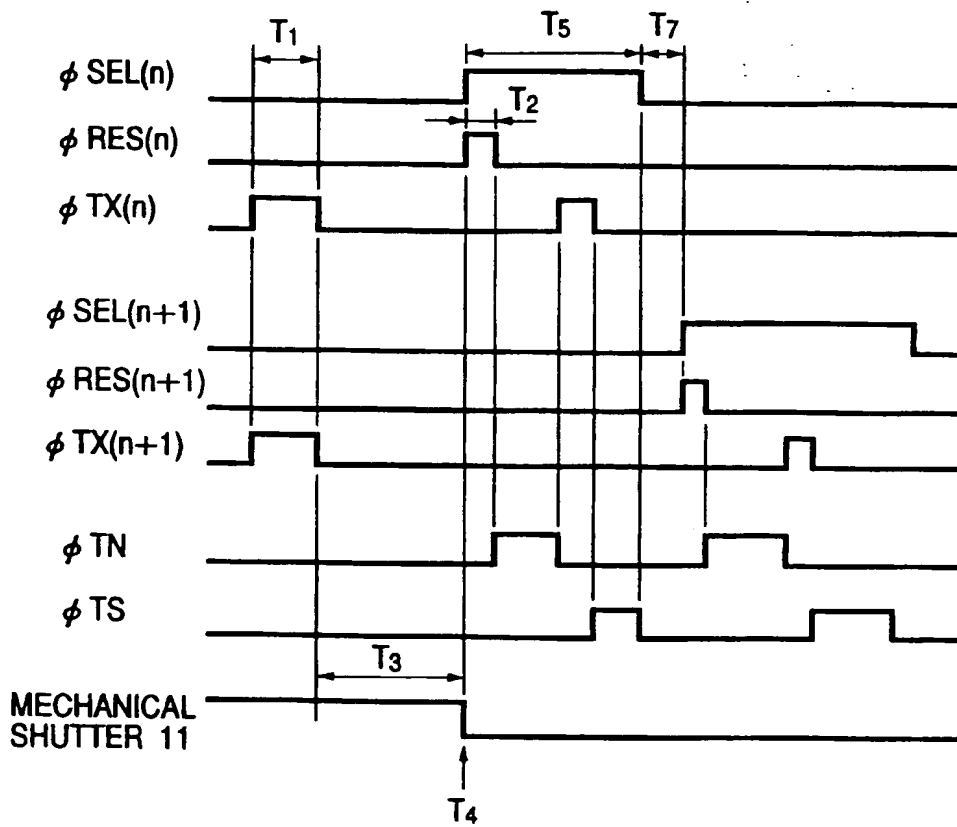 T1
T5
T7
ϕ SEL(n)
T2
ϕ RES(n)
ϕ TX(n)
ϕ SEL(n+1)
ϕ RES(n+1)
ϕ TX(n+1)
ϕ TN
ϕ TS
T3
MECHANICAL
SHUTTER 11
T4